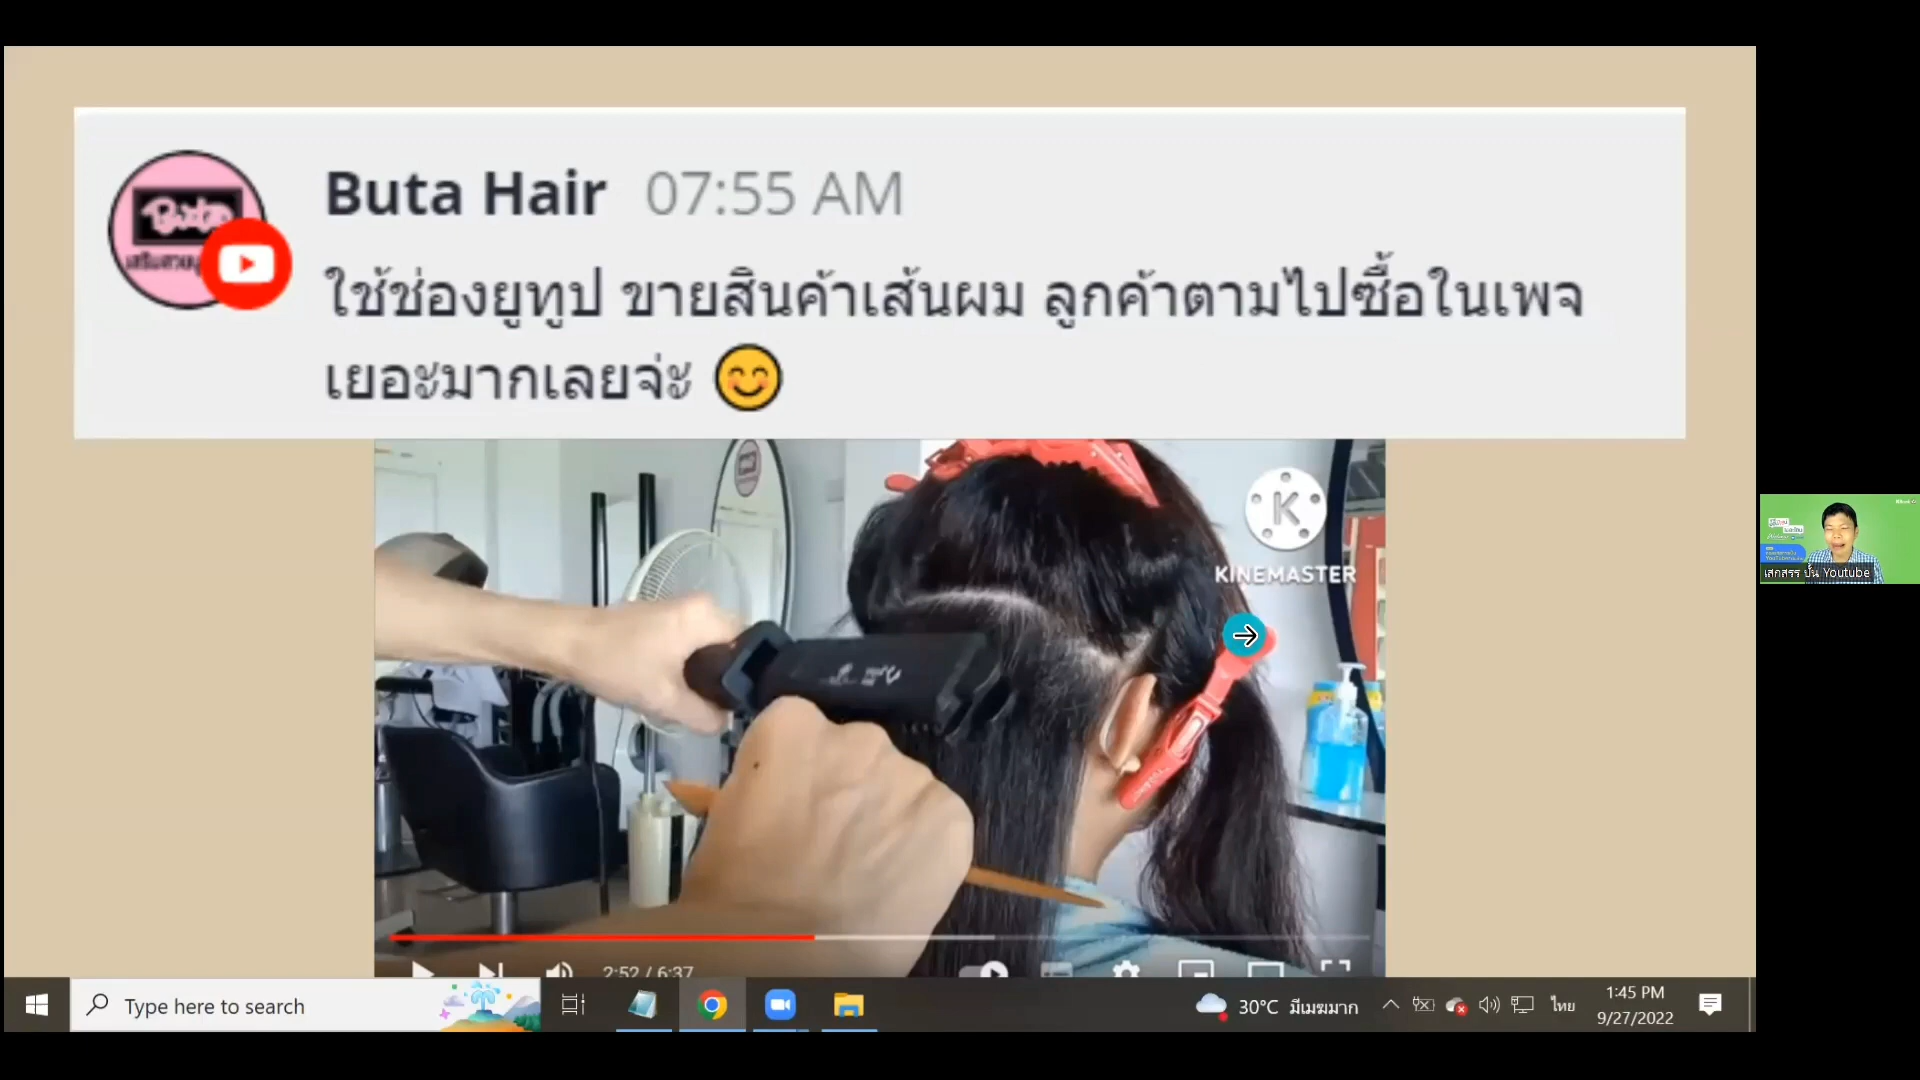 Buta Hair 07:55 AM
ใช้ช่องยูทูป ขายสินค้าเส้นผม ลูกค้าตามไปซื้อในเพจ
เยอะมากเลยจ่ะ 😊
K
KINEMASTER
2:52 / 6:37
เสกสรร ปั้น Youtube
Type here to search
30°C มีเมฆมาก
ไทย
1:45 PM
9/27/2022